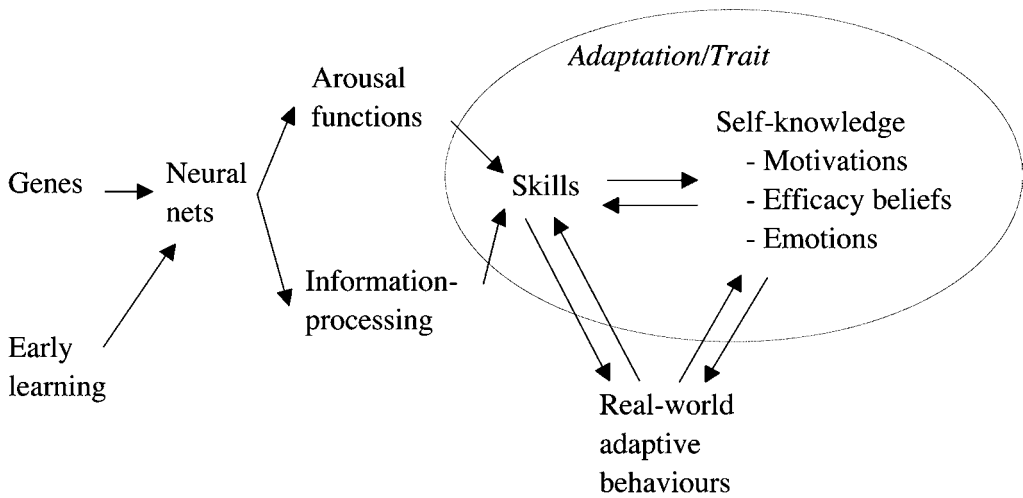 Adaptation/Trait
Arousal
functions
Self-knowledge
- Motivations
- Efficacy beliefs
- Emotions
Genes
Neural
nets
Skills
Information-
processing
Early
learning
Real-world
adaptive
behaviours